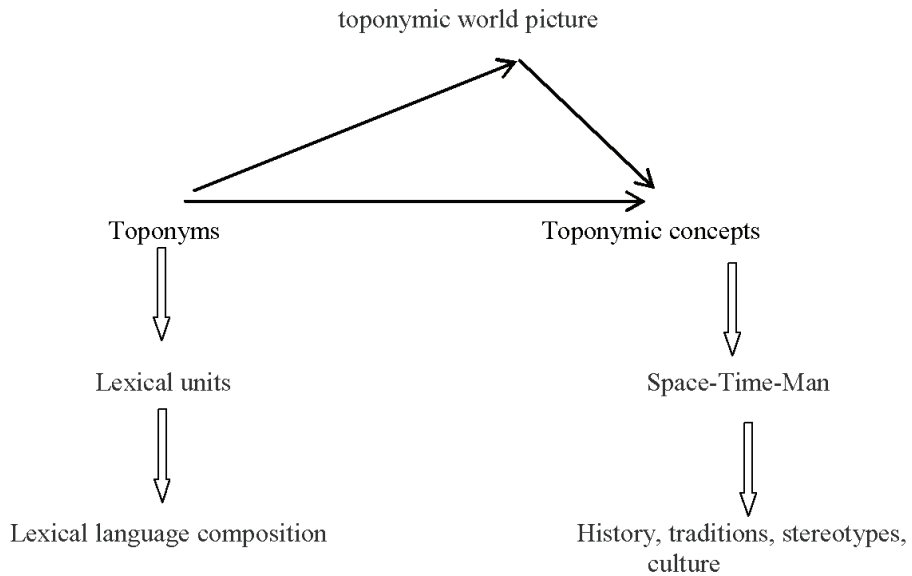 toponymic world picture
Toponyms
Toponymic concepts
Lexical units
Space-Time-Man
Lexical language composition
History, traditions, stereotypes,
culture